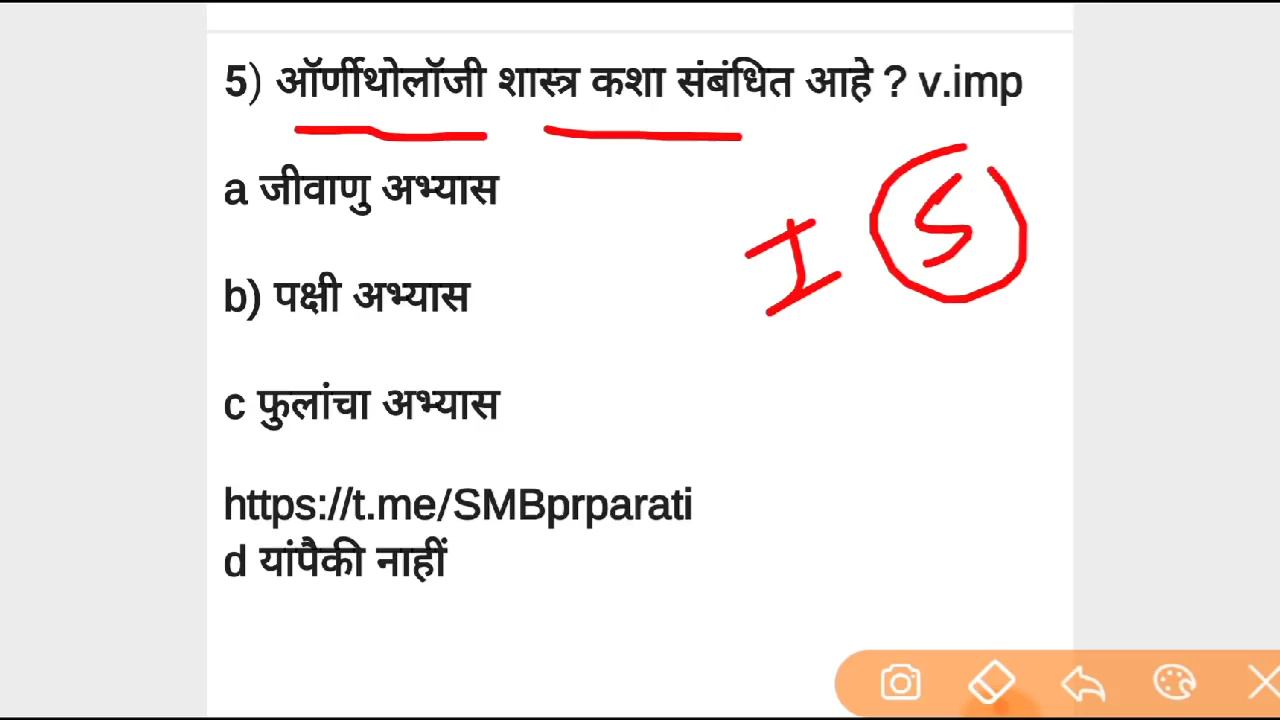 5) ऑर्णीथोलॉजी शास्त्र कशा संबंधित आहे ? v.imp
a जीवाणु अभ्यास
I S
b) पक्षी अभ्यास
c फुलांचा अभ्यास
https://t.me/SMBprparati
d यांपैकी नाहीं